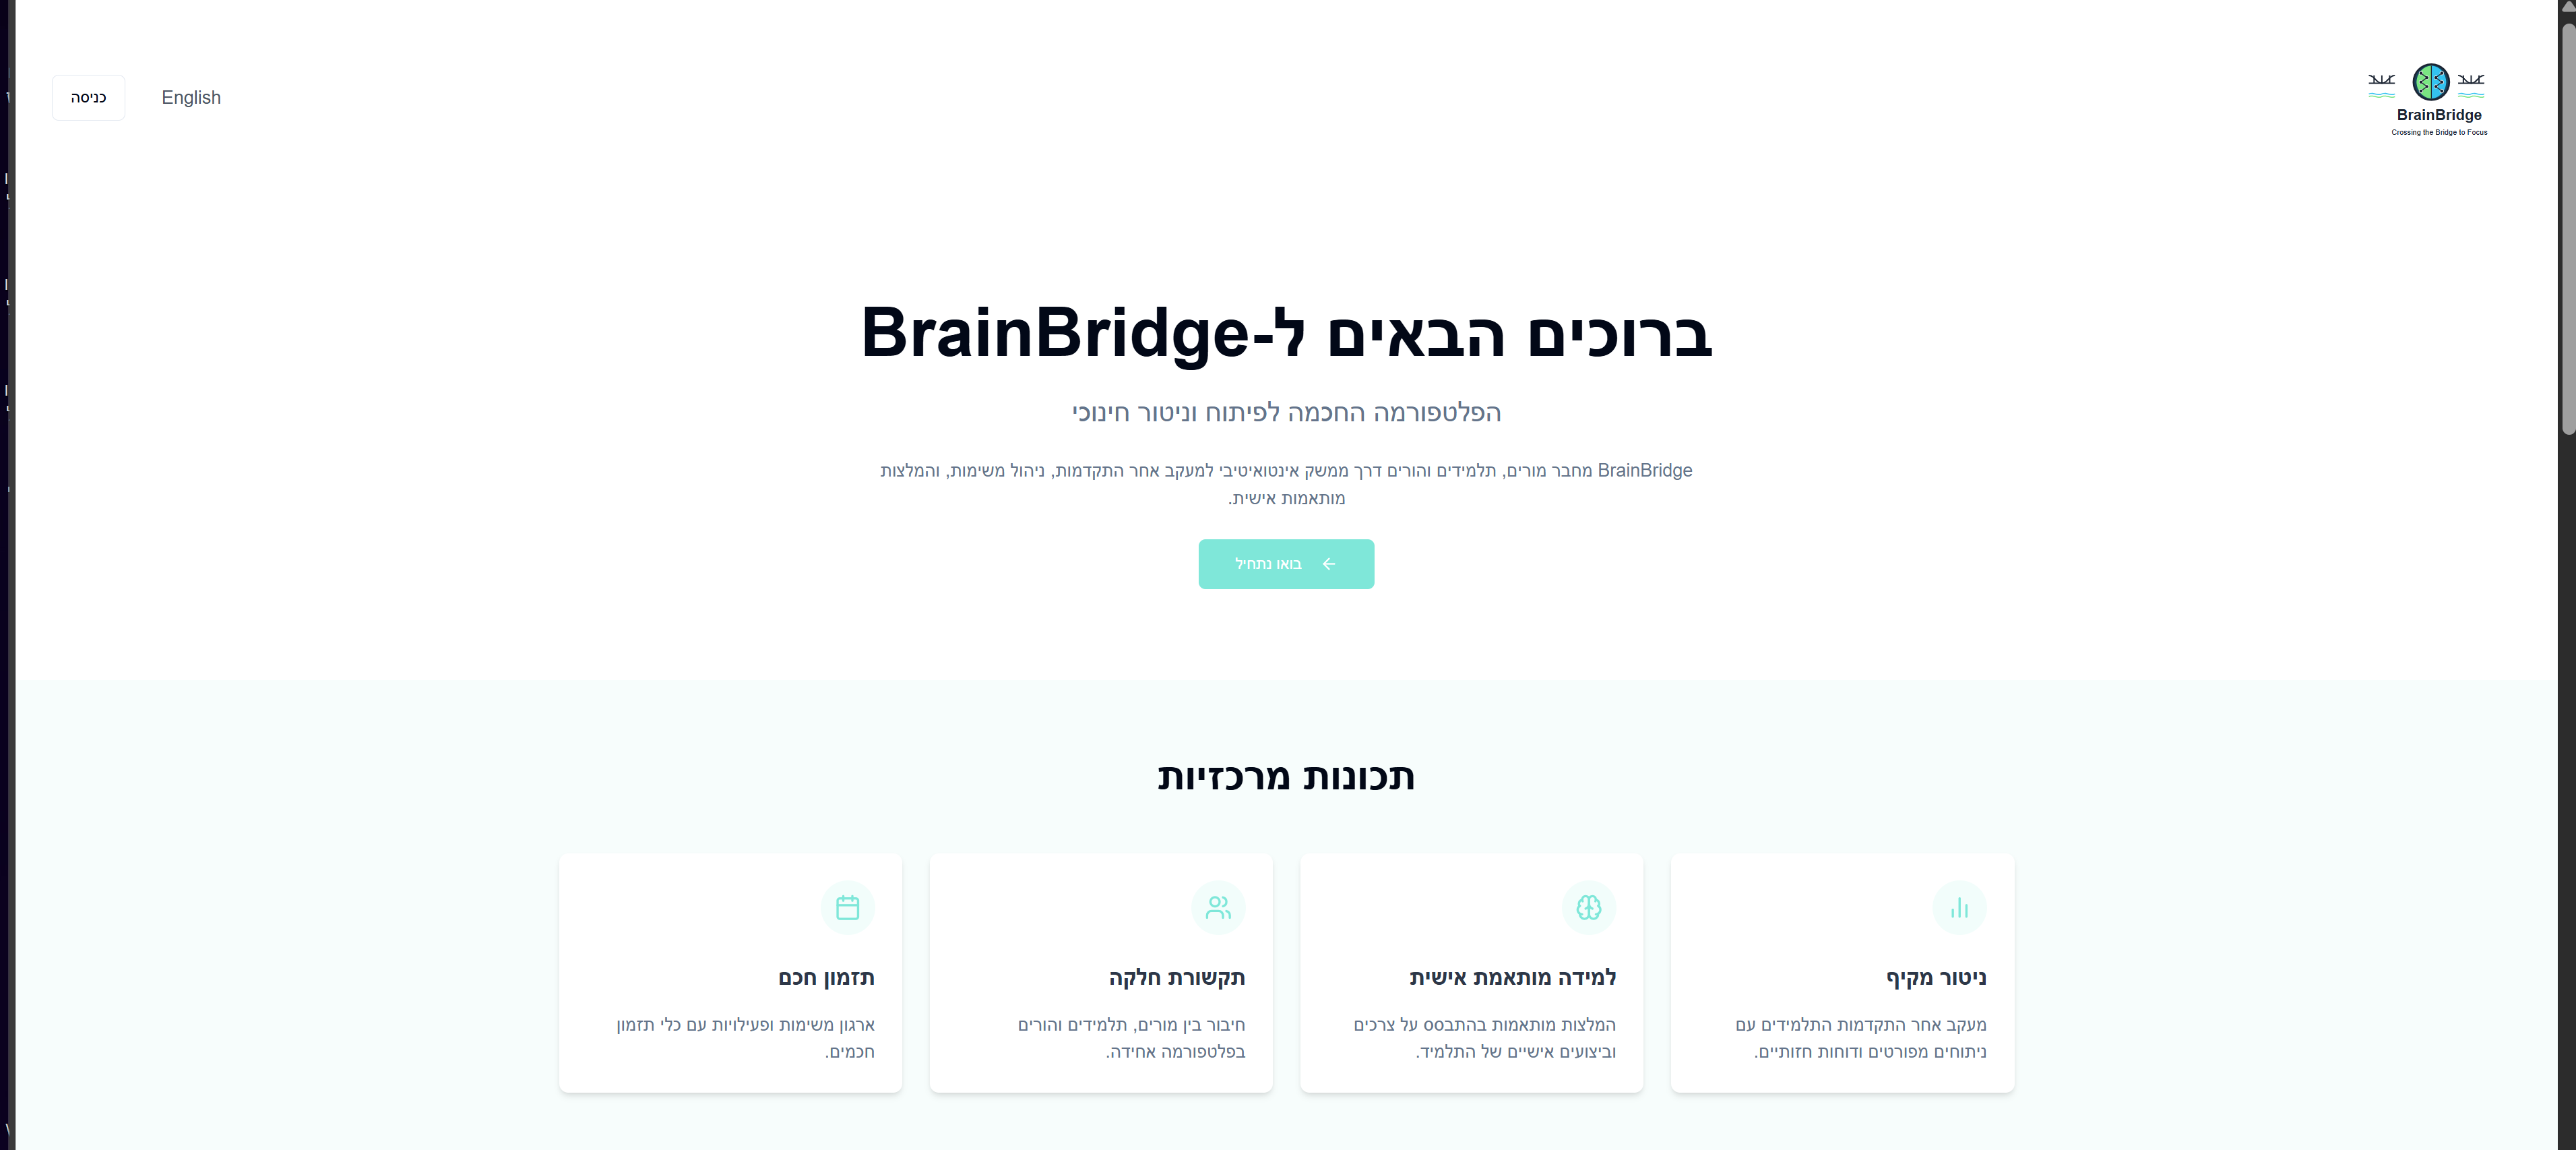 BrainBridge
Crossing the Bridge to Focus
English
כניסה
ברוכים הבאים ל-BrainBridge
הפלטפורמה החכמה לפיתוח וניטור חינוכי
BrainBridge מחבר מורים, תלמידים והורים דרך ממשק אינטואיטיבי למעקב אחר התקדמות, ניהול משימות, והמלצות
מותאמות אישית.
בואו נתחיל
תכונות מרכזיות
ניטור מקיף
מעקב אחר התקדמות התלמידים עם
ניתוחים מפורטים ודוחות חזותיים.
למידה מותאמת אישית
המלצות מותאמות בהתבסס על צרכים
וביצועים אישיים של התלמיד.
תקשורת חלקה
חיבור בין מורים, תלמידים והורים
בפלטפורמה אחידה.
תזמון חכם
ארגון משימות ופעילויות עם כלי תזמון
חכמים.